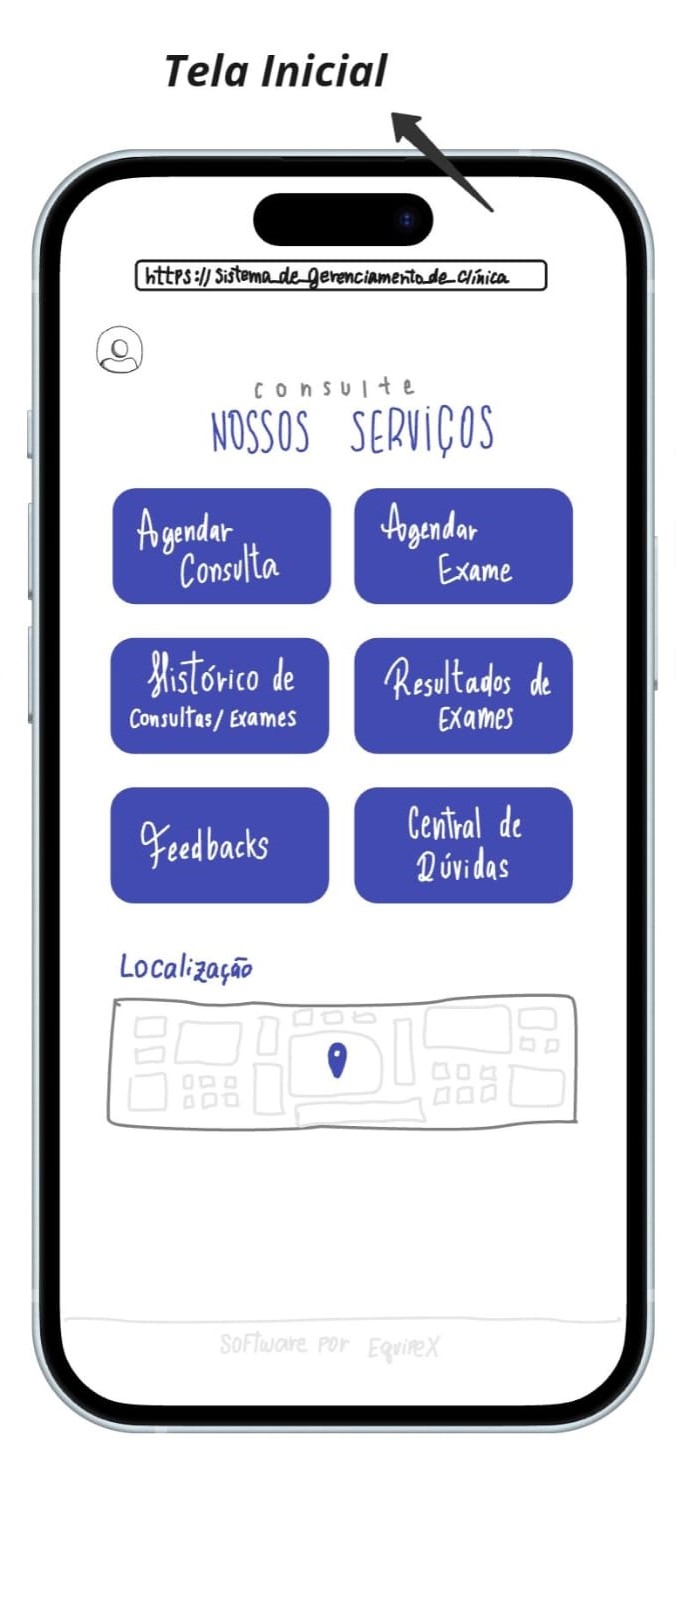 Tela Inicial
https://Sistema_de_Gerenciamento_de_Clínica
consulte
NOSSOS SERVIÇOS
Agendar
Consulta
Agendar
Exame
Histórico de
Consultas/Exames
Resultados de
Exames
Feedbacks
Central de
Dúvidas
Localização
Software por EquipeX